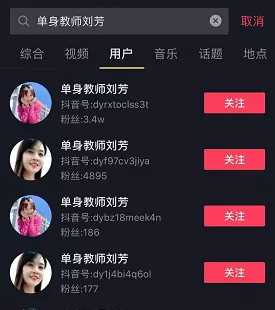 单身教师刘芳
取消
综合 视频 用户 音乐 话题 地点
单身教师刘芳
抖音号:dyrxtoclss3t
粉丝:3.4w
关注
单身教师刘芳
抖音号:dyf97cv3jiya
粉丝:4895
关注
单身教师刘芳
抖音号:dybz18meek4n
粉丝:186
关注
单身教师刘芳
抖音号:dy1j4bi4q6ol
粉丝:177
关注